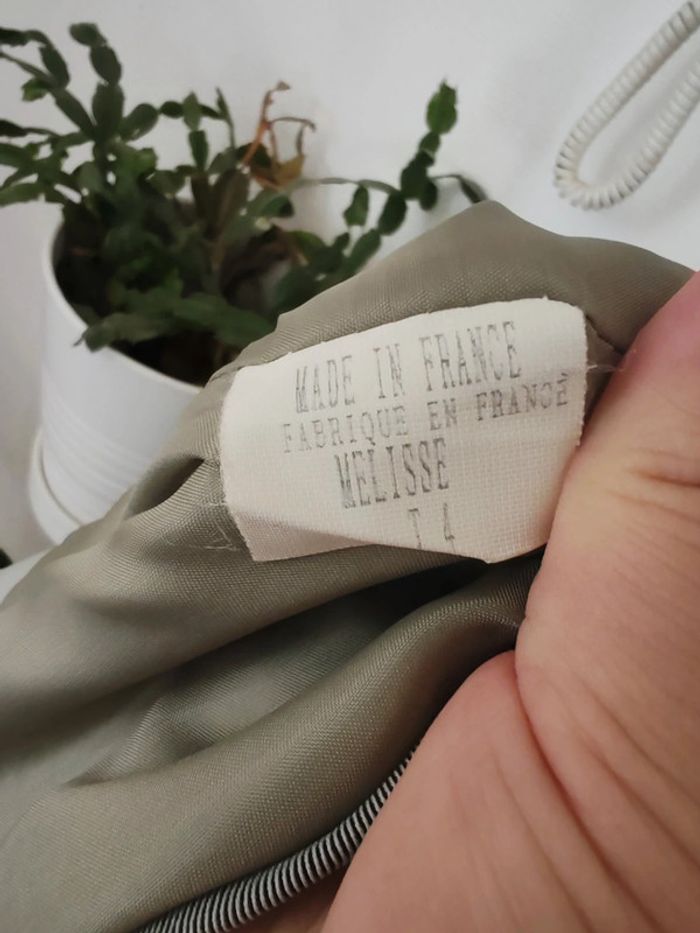 MADE IN FRANCE
FABRIQUE EN FRANCE
MELISSE
T 4